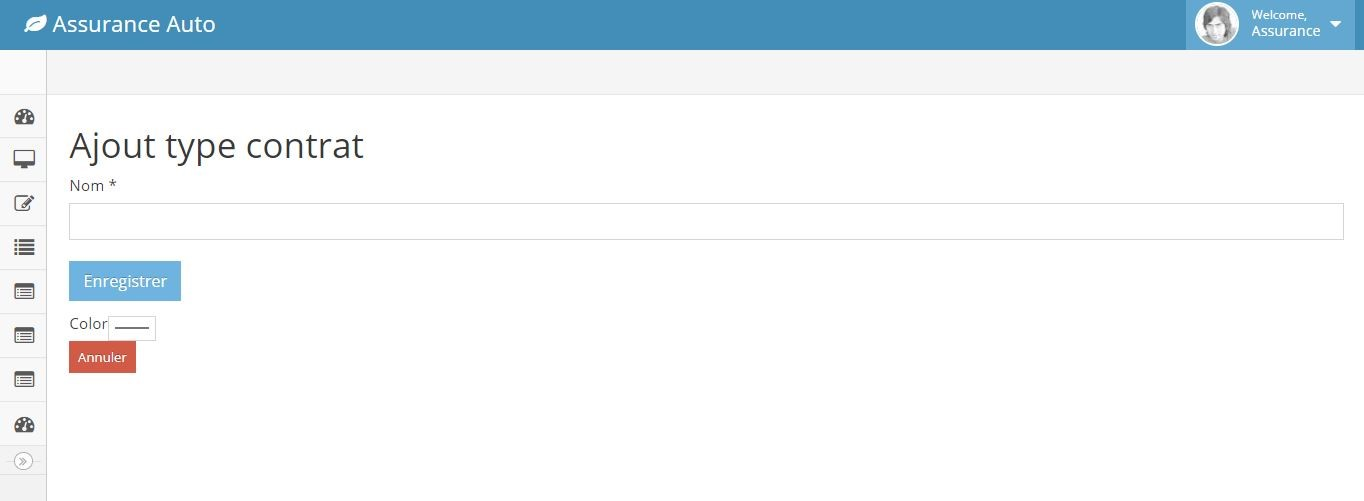 Assurance Auto
Welcome,
Assurance
Ajout type contrat
Nom *
Enregistrer
Color
Annuler